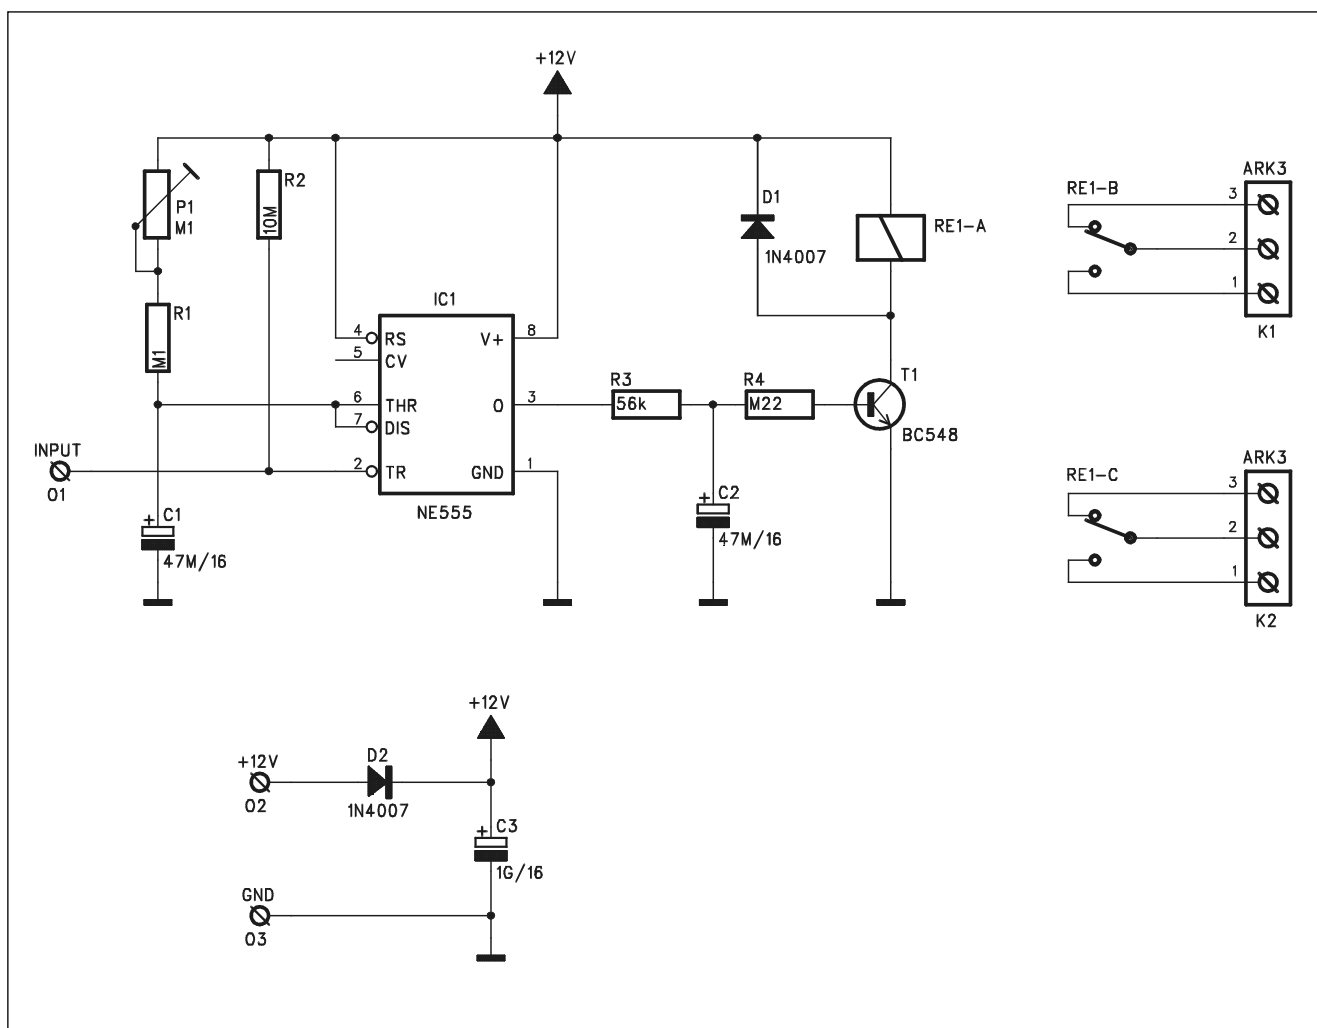 +12V
P1
M1
R2
10M
D1
1N4007
RE1-A
RE1-B
ARK3
3
2
1
K1
R1
M1
IC1
4
RS
V+
8
5
CV
6
THR
O
3
7
DIS
2
TR
GND
1
NE555
R3
56k
R4
M22
T1
BC548
INPUT
O1
C1
47M/16
C2
47M/16
RE1-C
ARK3
3
2
1
K2
+12V
+12V
O2
D2
1N4007
C3
1G/16
GND
O3